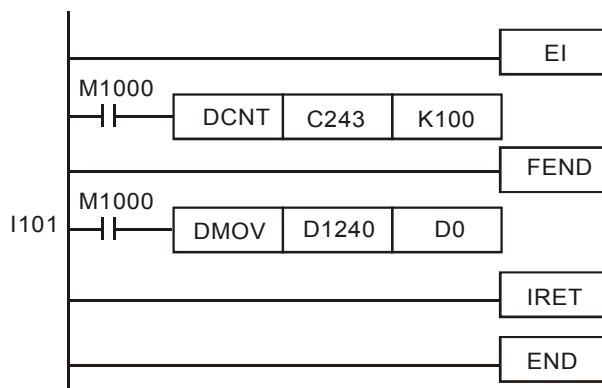 EI
M1000
DCNT C243 K100
FEND
M1000
I101 DMOV D1240 D0
IRET
END